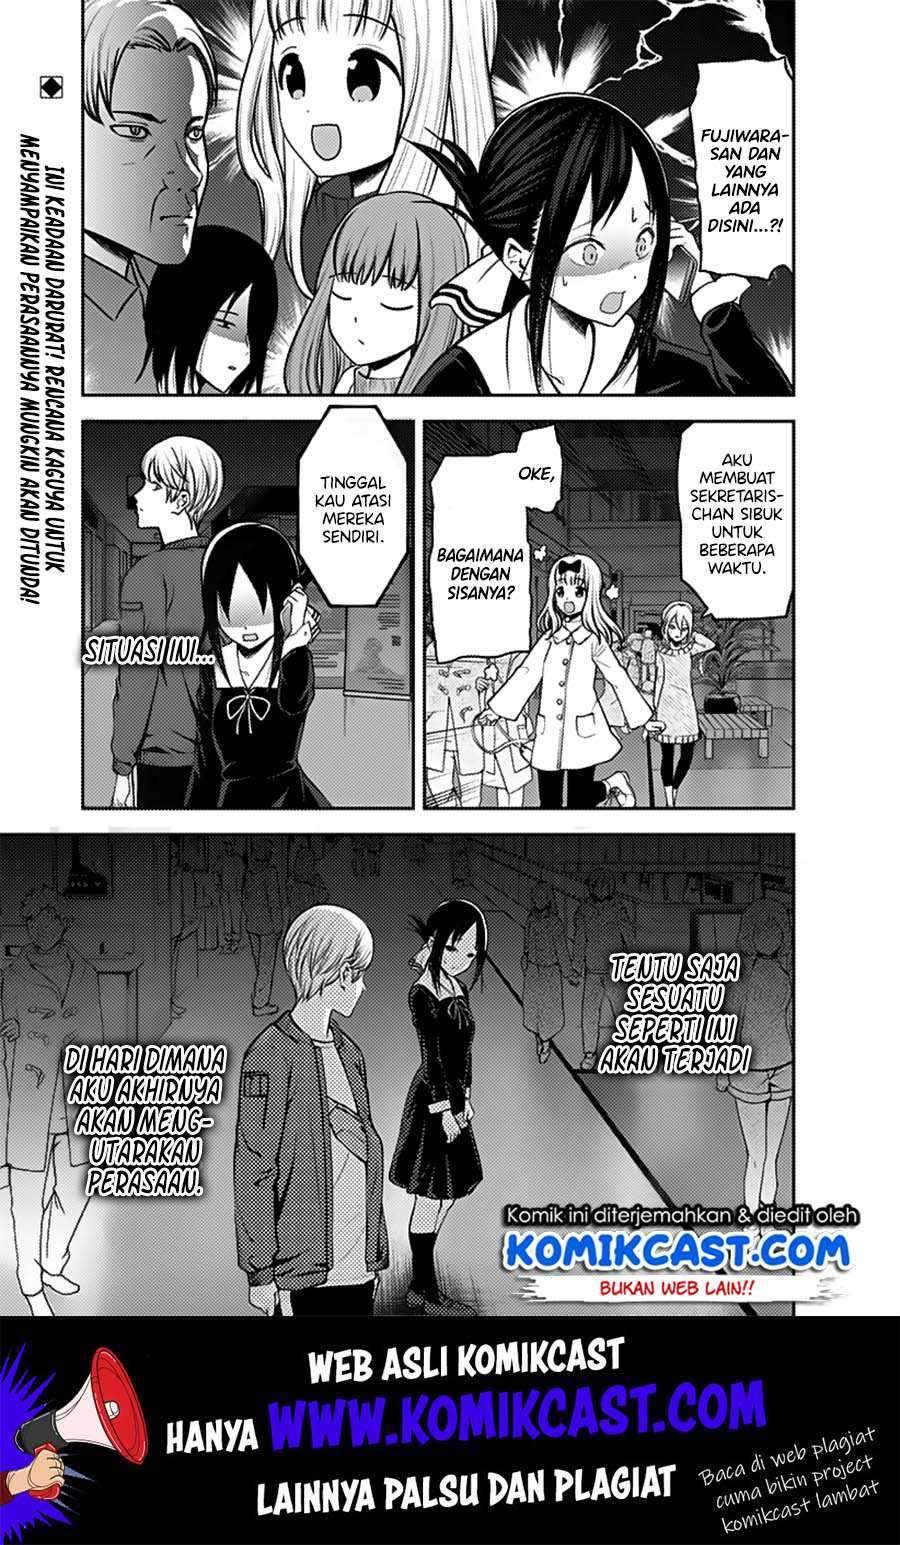 FUJIWARA-
SAN DAN
YANG
LAINNYA
ADA
DISINI...?!
INI KEADAAN DARURAT! RENCANA KAGUYA UNTUK
MENYAMPAIKAN PERASAANNYA MUNGKIN AKAN DITUNDA!
AKU
MEMBUAT
SEKRETARIS-
CHAN SIBUK
UNTUK
BEBERAPA
WAKTU.
OKE,
BAGAIMANA
DENGAN
SISANYA?
TINGGAL
KAU ATASI
MEREKA
SENDIRI.
SITUASI INI...
TENTU SAJA
SESUATU
SEPERTI INI
AKAN TERJADI
DI HARI DIMANA
AKU AKHIRNYA
AKAN MENG-
UTARAKAN
PERASAAN.
Komik ini diterjemahkan & diedit oleh
KOMIKCAST.COM
BUKAN WEB LAIN!!
WEB ASLI KOMIKCAST
HANYA WWW.KOMIKCAST.COM
LAINNYA PALSU DAN PLAGIAT
Baca di web plagiat
cuma bikin project
komikcast lambat